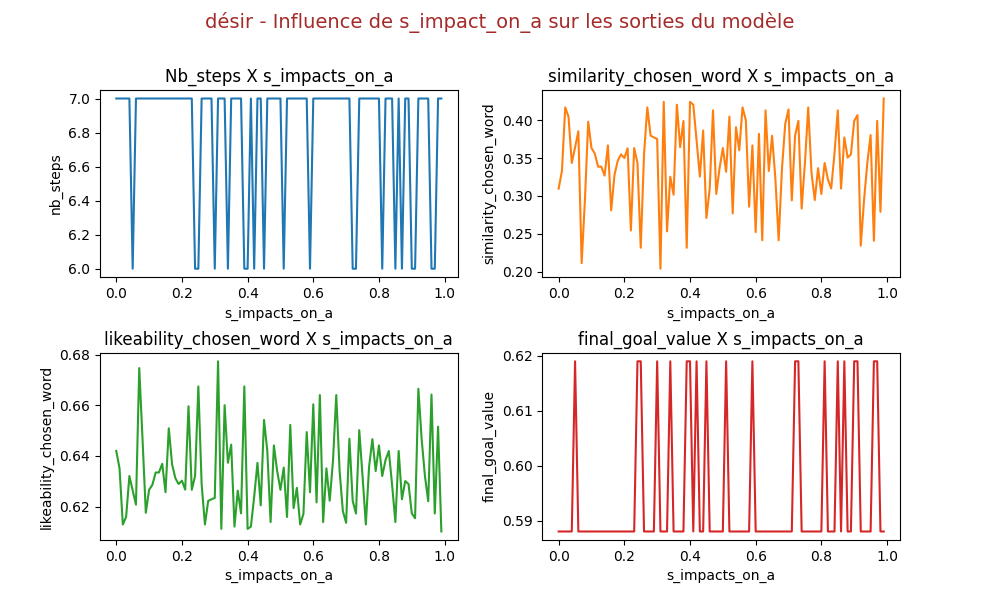 désir - Influence de s_impact_on_a sur les sorties du modèle
Nb_steps X s_impacts_on_a
nb_steps
7.0
6.8
6.6
6.4
6.2
6.0
0.0 0.2 0.4 0.6 0.8 1.0
s_impacts_on_a
similarity_chosen_word X s_impacts_on_a
similarity_chosen_word
0.40
0.35
0.30
0.25
0.20
0.0 0.2 0.4 0.6 0.8 1.0
s_impacts_on_a
likeability_chosen_word X s_impacts_on_a
likeability_chosen_word
0.68
0.66
0.64
0.62
0.0 0.2 0.4 0.6 0.8 1.0
s_impacts_on_a
final_goal_value X s_impacts_on_a
final_goal_value
0.62
0.61
0.60
0.59
0.0 0.2 0.4 0.6 0.8 1.0
s_impacts_on_a